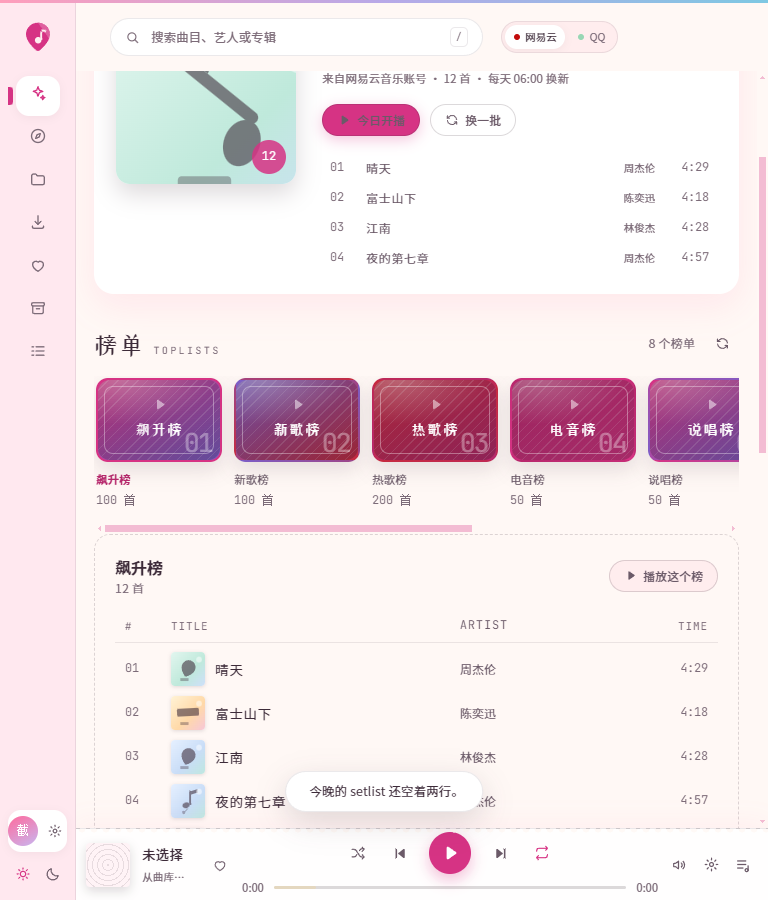 搜索曲目、艺人或专辑
/
网易云
QQ
来自网易云音乐账号 · 12 首 · 每天 06:00 换新
今日开播
换一批
12
01 晴天 周杰伦 4:29
02 富士山下 陈奕迅 4:18
03 江南 林俊杰 4:28
04 夜的第七章 周杰伦 4:57
榜单 TOPLISTS
8 个榜单
飙升榜 01
新歌榜 02
热歌榜 03
电音榜 04
说唱榜
飙升榜
100 首
新歌榜
100 首
热歌榜
200 首
电音榜
50 首
说唱榜
50 首
飙升榜
12 首
播放这个榜
# TITLE ARTIST TIME
01 晴天 周杰伦 4:29
02 富士山下 陈奕迅 4:18
03 江南 林俊杰 4:28
04 夜的第七章 杰伦 4:57
今晚的 setlist 还空着两行。
截
未选择
从曲库…
0:00
0:00